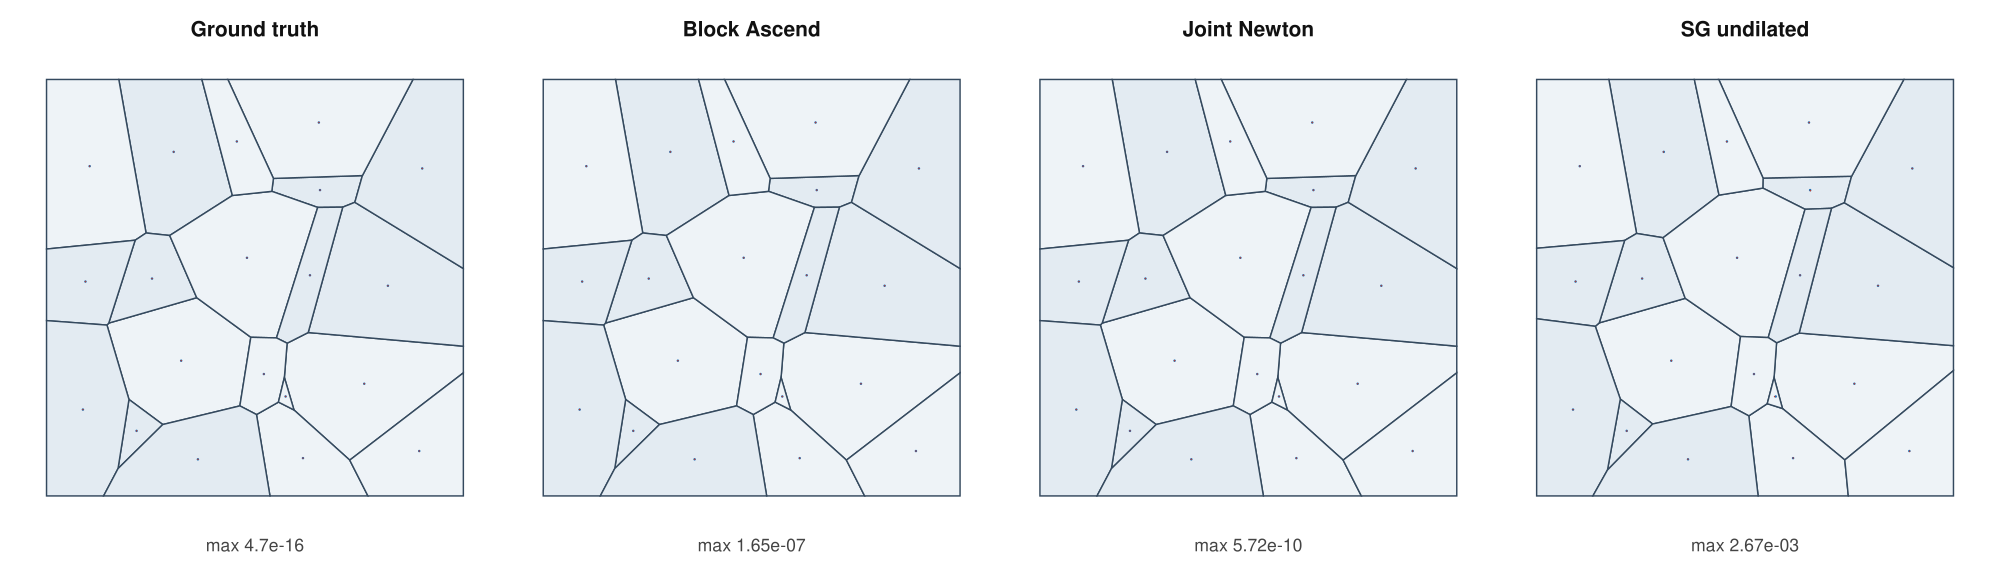 Ground truth
Block Ascend
Joint Newton
SG undilated
max 4.7e-16
max 1.65e-07
max 5.72e-10
max 2.67e-03